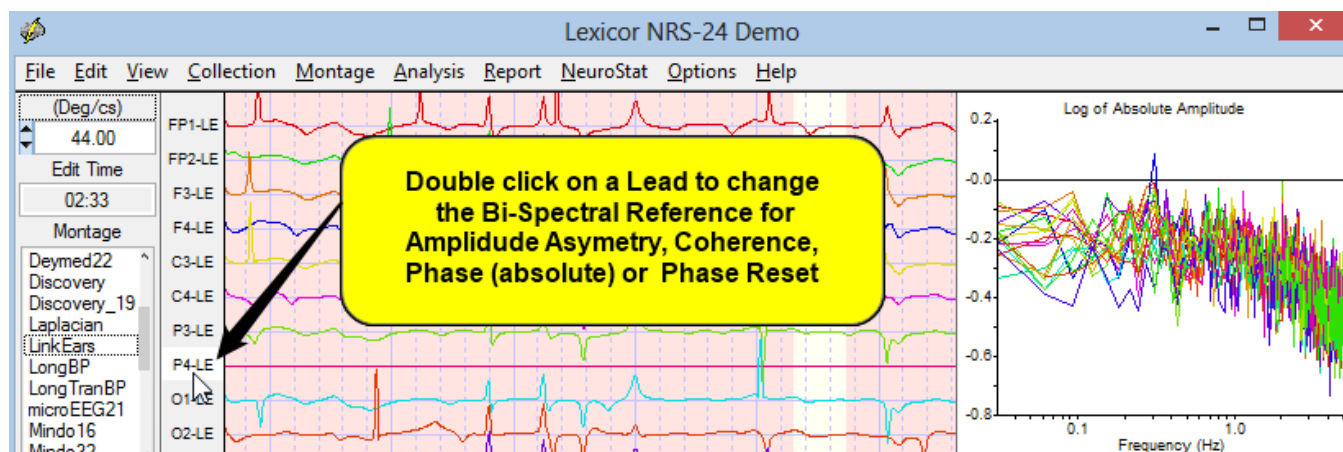 Lexicor NRS-24 Demo
File Edit View Collection Montage Analysis Report NeuroStat Options Help
(Deg/cs)
44.00
Edit Time
02:33
Montage
Deymed22
Discovery
Discovery_19
Laplacian
LinkEars
LongBP
LongTranBP
microEEG21
Mindo16
Mindo32
FP1-LE
FP2-LE
F3-LE
F4-LE
C3-LE
C4-LE
P3-LE
P4-LE
O1-LE
O2-LE
Double click on a Lead to change
the Bi-Spectral Reference for
Amplidude Asymetry, Coherence,
Phase (absolute) or Phase Reset
Log of Absolute Amplitude
0.2
-0.0
-0.2
-0.4
-0.6
-0.8
0.1 1.0
Frequency (Hz)